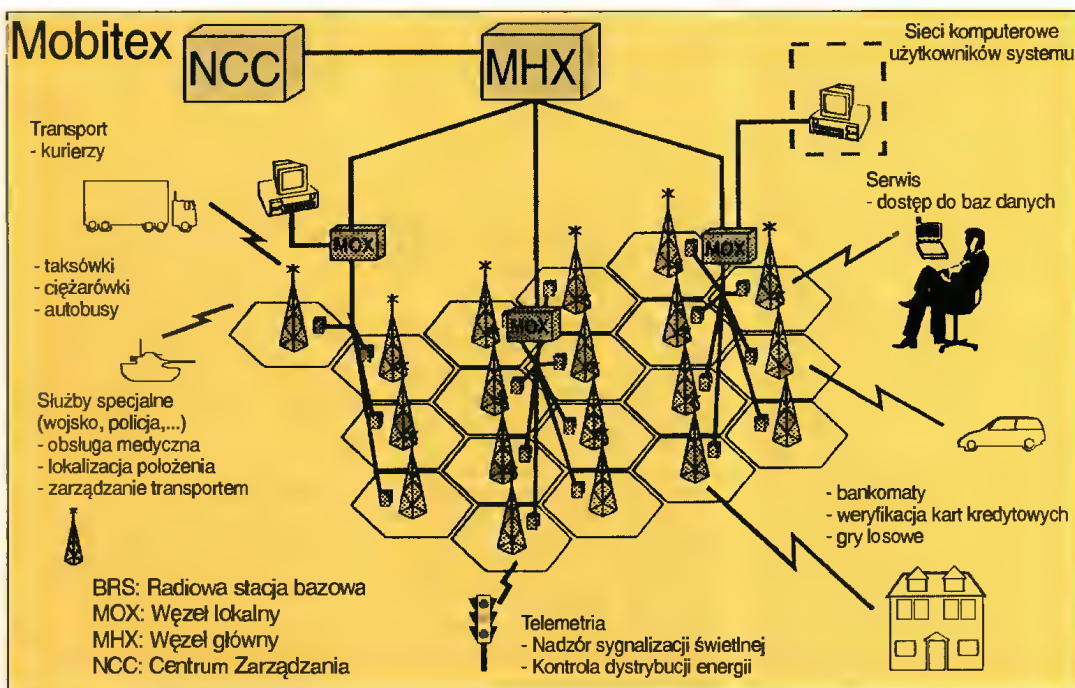 Mobitex
NCC
MHX
Sieci komputerowe
użytkowników systemu
Transport
- kurierzy
Serwis
- dostęp do baz danych
MOX
MOX
- taksówki
- ciężarówki
- autobusy
MOX
Służby specjalne
(wojsko, policja,...)
- obsługa medyczna
- lokalizacja położenia
- zarządzanie transportem
- bankomaty
- weryfikacja kart kredytowych
- gry losowe
BRS: Radiowa stacja bazowa
MOX: Węzeł lokalny
MHX: Węzeł główny
NCC: Centrum Zarządzania
Telemetria
- Nadzór sygnalizacji świetlnej
- Kontrola dystrybucji energii